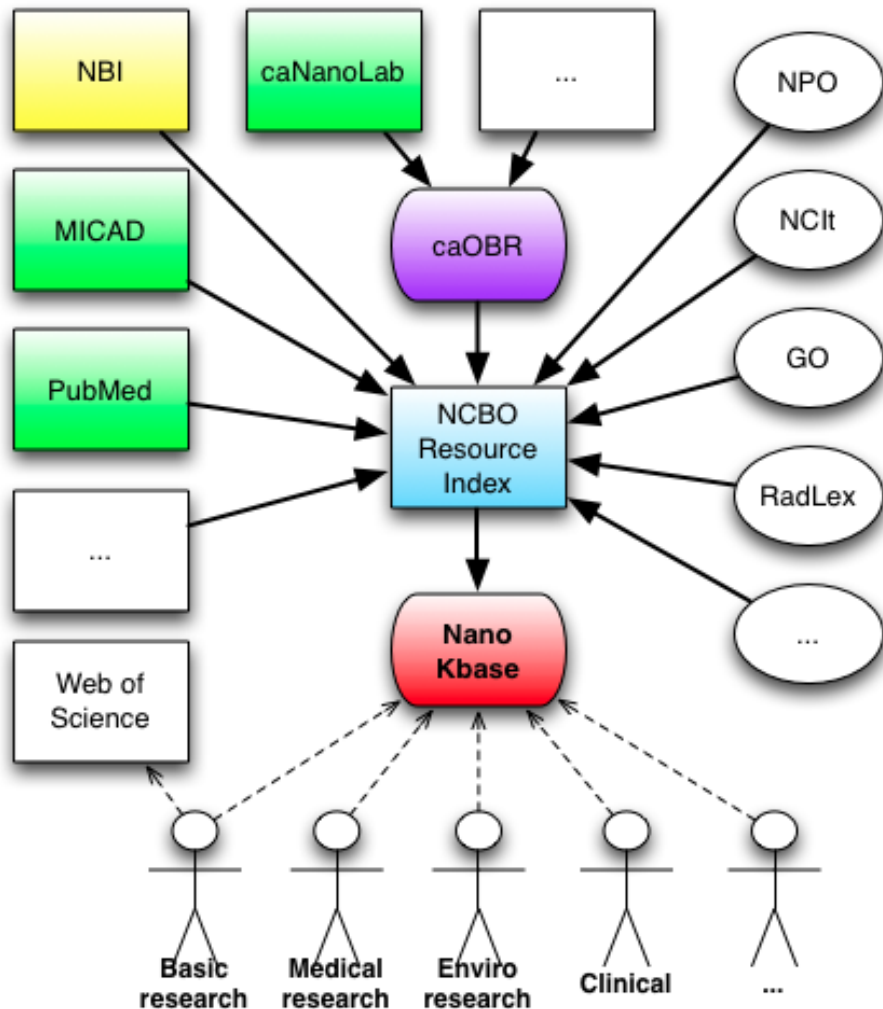 NBI
caNanoLab
...
NPO
MICAD
caOBR
NCIt
PubMed
NCBO
Resource
Index
GO
RadLex
...
...
Web of
Science
Nano
Kbase
Basic
research
Medical
research
Enviro
research
Clinical
...